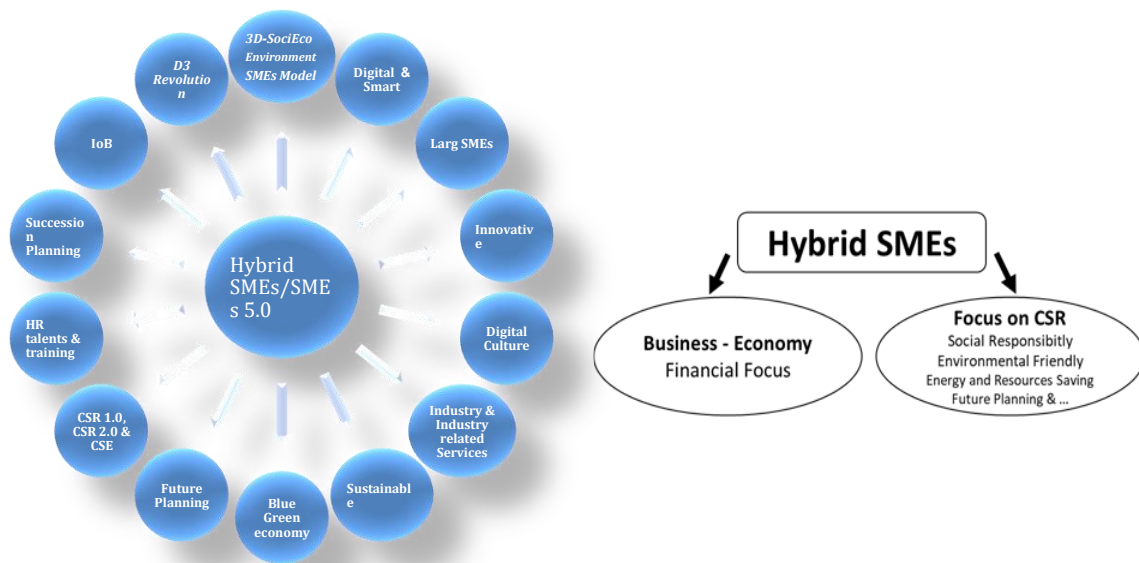 3D-SociEco
Environment
SMEs Model
Digital & 
Smart
Larg SMEs
Innovativ
e
Digital
Culture
Industry &
Industry
related
Services
Sustainabl
e
Blue
Green
economy
Future
Planning
CSR 1.0,
CSR 2.0 &
CSE
HR
talents &
training
Successio
n
Planning
IoB
D3
Revolutio
n
Hybrid
SMEs/SME
s 5.0
Hybrid SMEs
Business - Economy
Financial Focus
Focus on CSR
Social Responsibitly
Environmental Friendly
Energy and Resources Saving
Future Planning & ...